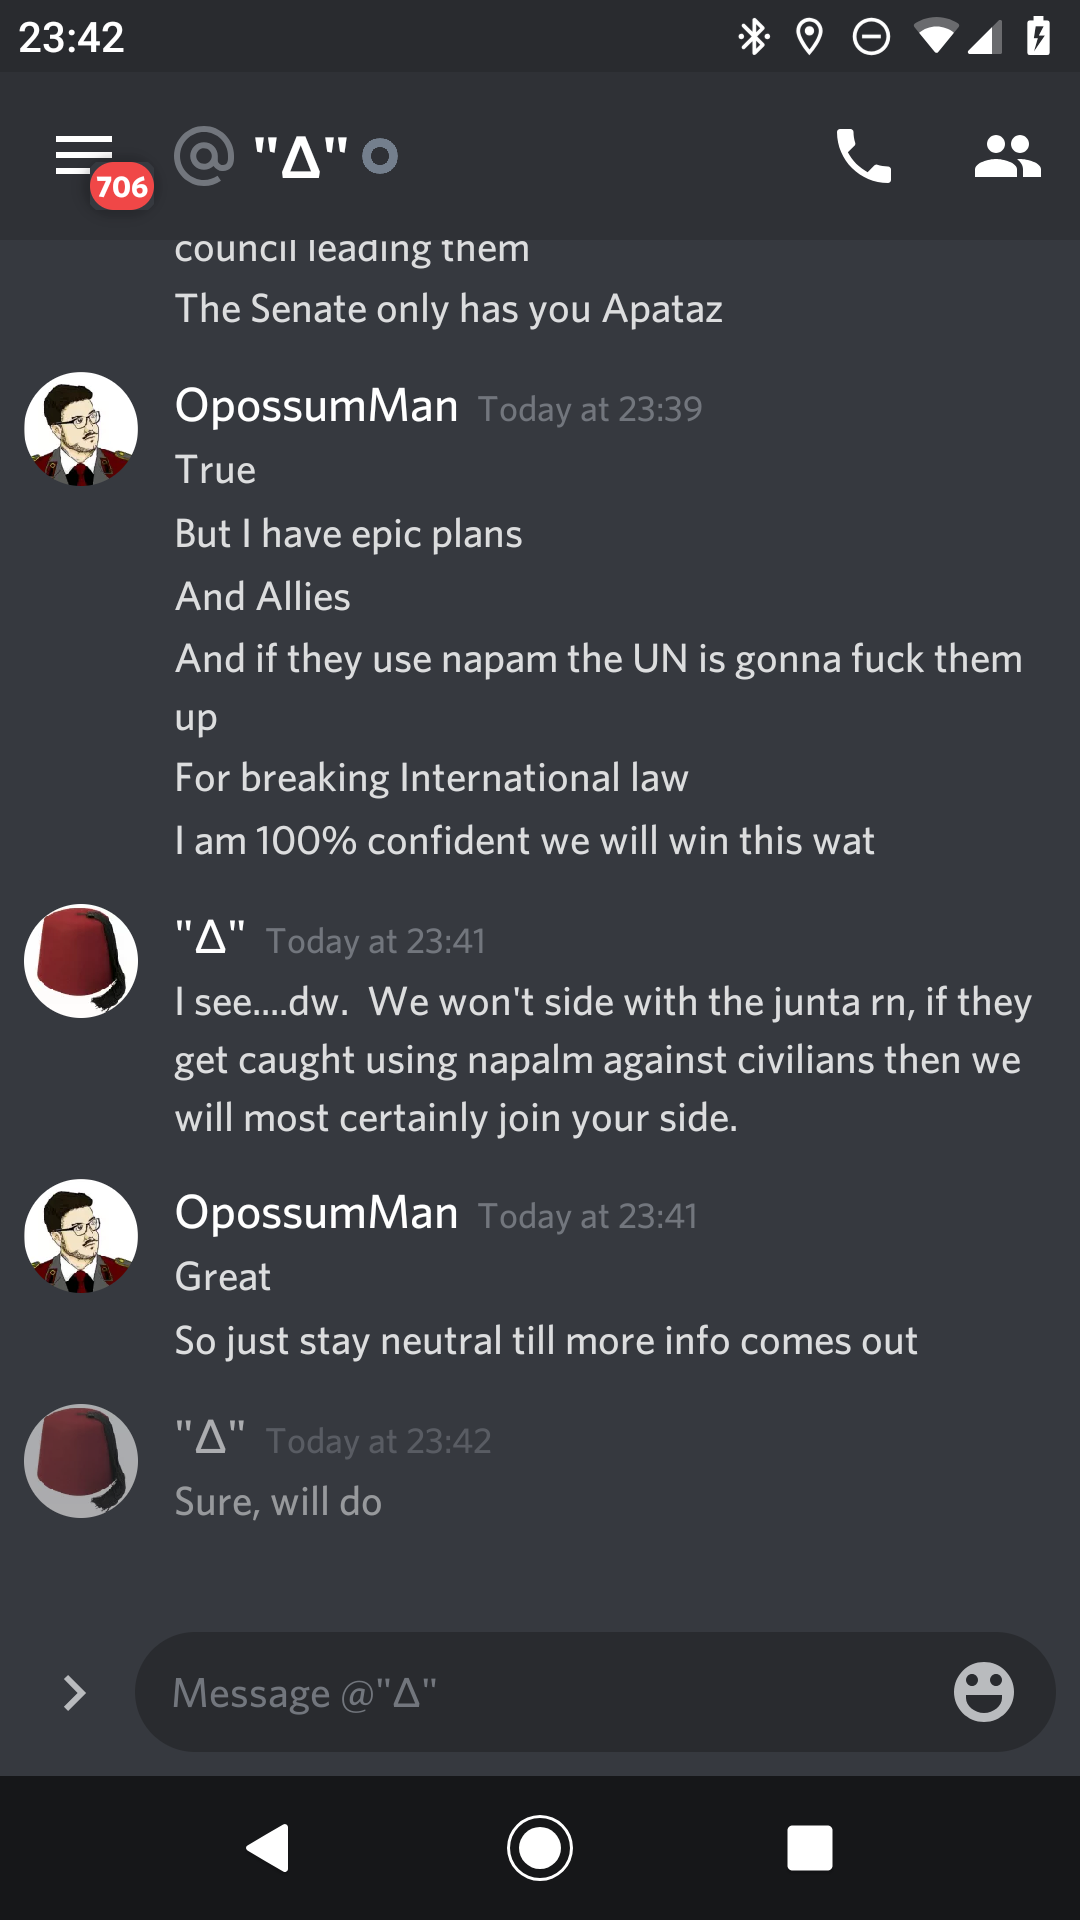 23:42
706
@ "Δ"
council leading them
The Senate only has you Apataz
OpossumMan Today at 23:39
True
But I have epic plans
And Allies
And if they use napam the UN is gonna fuck them
up
For breaking International law
I am 100% confident we will win this wat
"Δ" Today at 23:41
I see....dw.  We won't side with the junta rn, if they
get caught using napalm against civilians then we
will most certainly join your side.
OpossumMan Today at 23:41
Great
So just stay neutral till more info comes out
"Δ" Today at 23:42
Sure, will do
Message @"Δ"